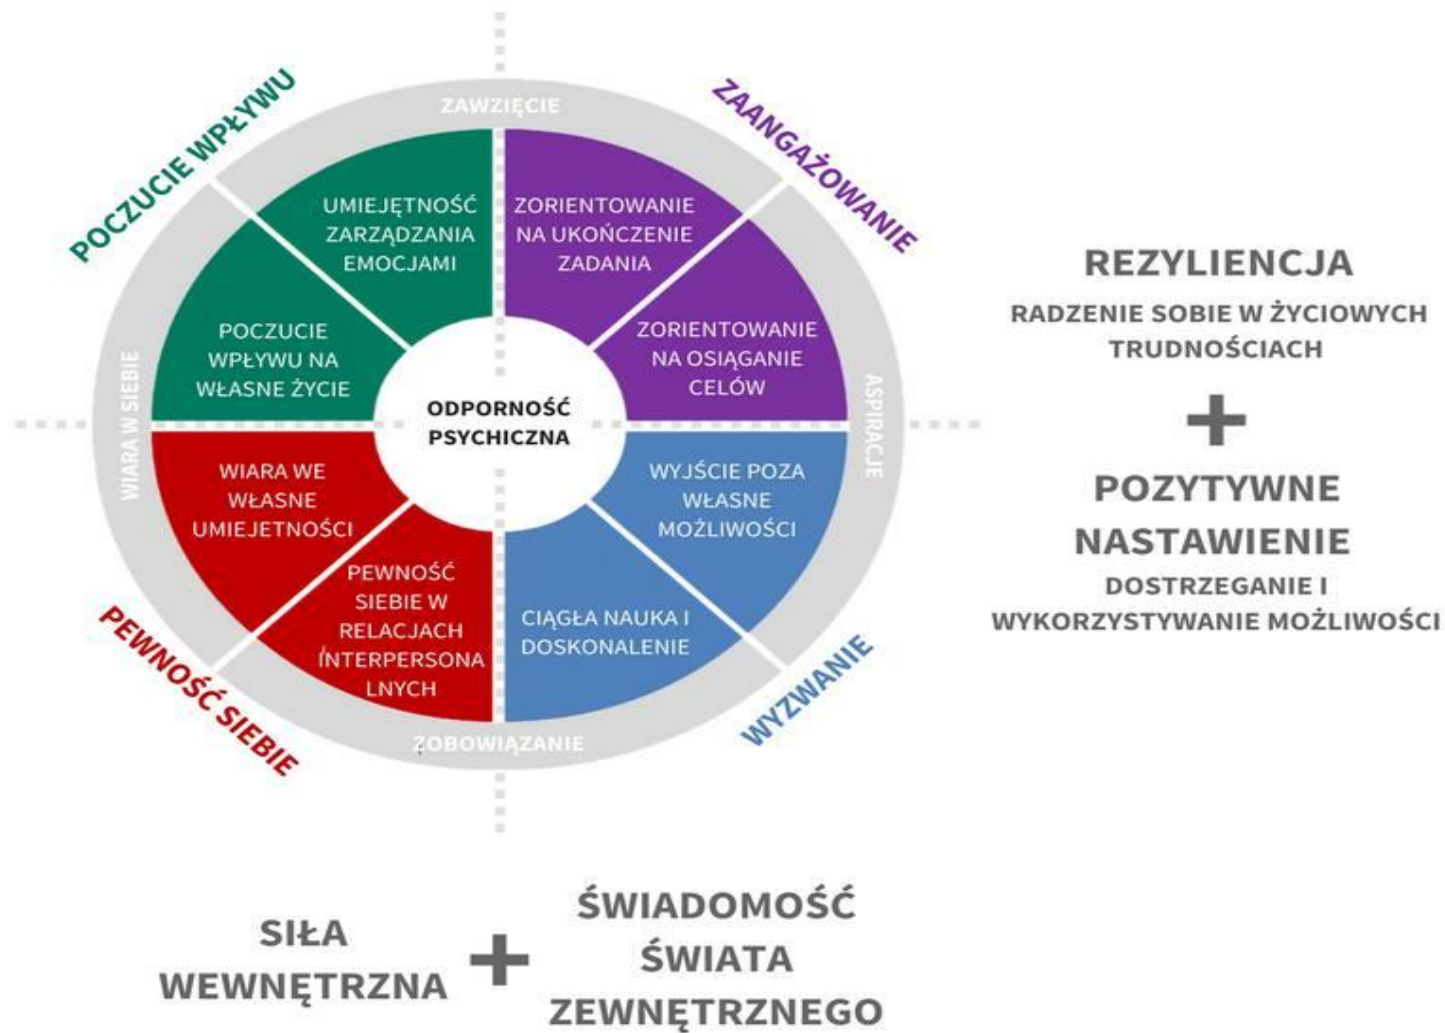 ZAWZIĘCIE
POCZUCIE WPŁYWU
ZAANGAŻOWANIE
UMIEJĘTNOŚĆ
ZARZĄDZANIA
EMOCJAMI
ZORIENTOWANIE
NA UKOŃCZENIE
ZADANIA
POCZUCIE
WPŁYWU NA
WŁASNE ŻYCIE
ZORIENTOWANIE
NA OSIĄGANIE
CELÓW
WIARA W SIEBIE
ODPORNOŚĆ
PSYCHICZNA
ASPIRACJE
WIARA WE
WŁASNE
UMIEJETNOŚCI
WYJŚCIE POZA
WŁASNE
MOŻLIWOŚCI
PEWNOŚĆ
SIEBIE W
RELACJACH
INTERPERSONA
LNYCH
CIĄGŁA NAUKA I
DOSKONALENIE
PEWNOŚĆ SIEBIE
WYZWANIE
ZOBOWIĄZANIE
REZYLIENCJA
RADZENIE SOBIE W ŻYCIOWYCH
TRUDNOŚCIACH
+
POZYTYWNE
NASTAWIENIE
DOSTRZEGANIE I
WYKORZYSTYWANIE MOŻLIWOŚCI
SIŁA
WEWNĘTRZNA
+
ŚWIADOMOŚĆ
ŚWIATA
ZEWNĘTRZNEGO